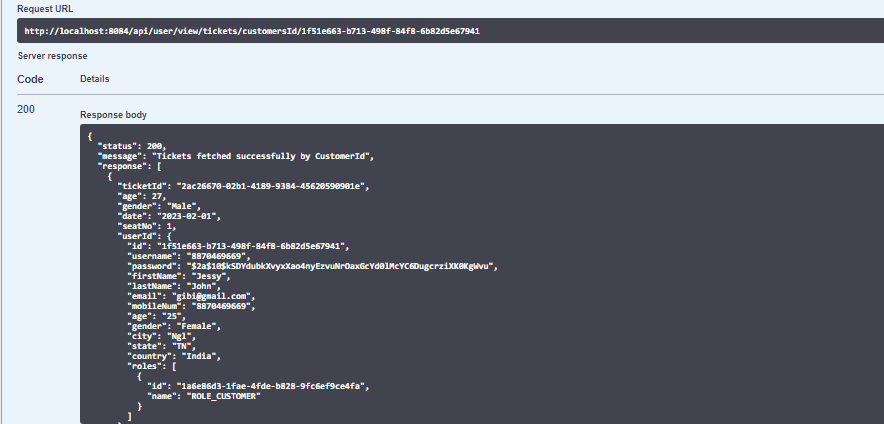 Request URL
http://localhost:8084/api/user/view/tickets/customersId/1f51e663-b713-498f-84f8-6b82d5e67941
Server response
Code Details
200
Response body
{
"status": 200,
"message": "Tickets fetched successfully by CustomerId",
"response": [
{
"ticketId": "2ac26670-02b1-4189-9384-45620590901e",
"age": 27,
"gender": "Male",
"date": "2023-02-01",
"seatNo": 1,
"userId": {
"id": "1f51e663-b713-498f-84f8-6b82d5e67941",
"username": "8870469669",
"password": "$2a$10$kSDYdubkXvyxXao4nyEzvuNrOaxGcYd0lMcYC6DugcrziXK0KgWvu",
"firstName": "Jessy",
"lastName": "John",
"email": "gibi@gmail.com",
"mobileNum": "8870469669",
"age": "25",
"gender": "Female",
"city": "Ngl",
"state": "TN",
"country": "India",
"roles": [
{
"id": "1a6e86d3-1fae-4fde-b828-9fc6ef9ce4fa",
"name": "ROLE_CUSTOMER"
}
]